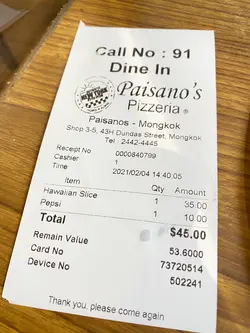 Call No : 91
Dine In
NEW YORK
Paisano's
Pizzeria ®
Paisanos - Mongkok
Shop 3-5, 43H Dundas Street, Mongkok
Tel : 2442-4445
Receipt No 0000840799
Cashier 1
Time 2021/02/04 14:40:05
Item Qty Amount
Hawaiian Slice 1 35.00
Pepsi 1 10.00
Total $45.00
Remain Value 53.6000
Card No 73720514
Device No 502241
Thank you, please come again